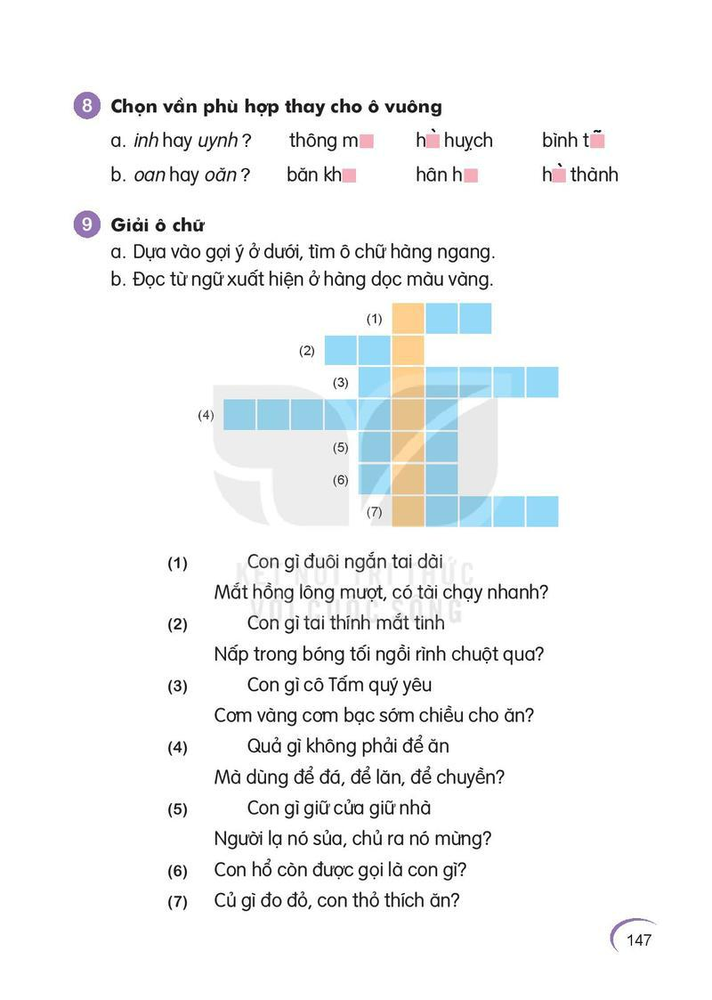 8 Chọn vần phù hợp thay cho ô vuông
a. inh hay uynh ? thông m h̀ huỵch bình t̃
b. oan hay oăn ? băn kh hân h h̀ thành
9 Giải ô chữ
a. Dựa vào gợi ý ở dưới, tìm ô chữ hàng ngang.
b. Đọc từ ngữ xuất hiện ở hàng dọc màu vàng.
(1)
(2)
(3)
(4)
(5)
(6)
(7)
KẾT NỐI TRI THỨC
VỚI CUỘC SỐNG
(1) Con gì đuôi ngắn tai dài
Mắt hồng lông mượt, có tài chạy nhanh?
(2) Con gì tai thính mắt tinh
Nấp trong bóng tối ngồi rình chuột qua?
(3) Con gì cô Tấm quý yêu
Cơm vàng cơm bạc sớm chiều cho ăn?
(4) Quả gì không phải để ăn
Mà dùng để đá, để lăn, để chuyền?
(5) Con gì giữ cửa giữ nhà
Người lạ nó sủa, chủ ra nó mừng?
(6) Con hổ còn được gọi là con gì?
(7) Củ gì đo đỏ, con thỏ thích ăn?
147